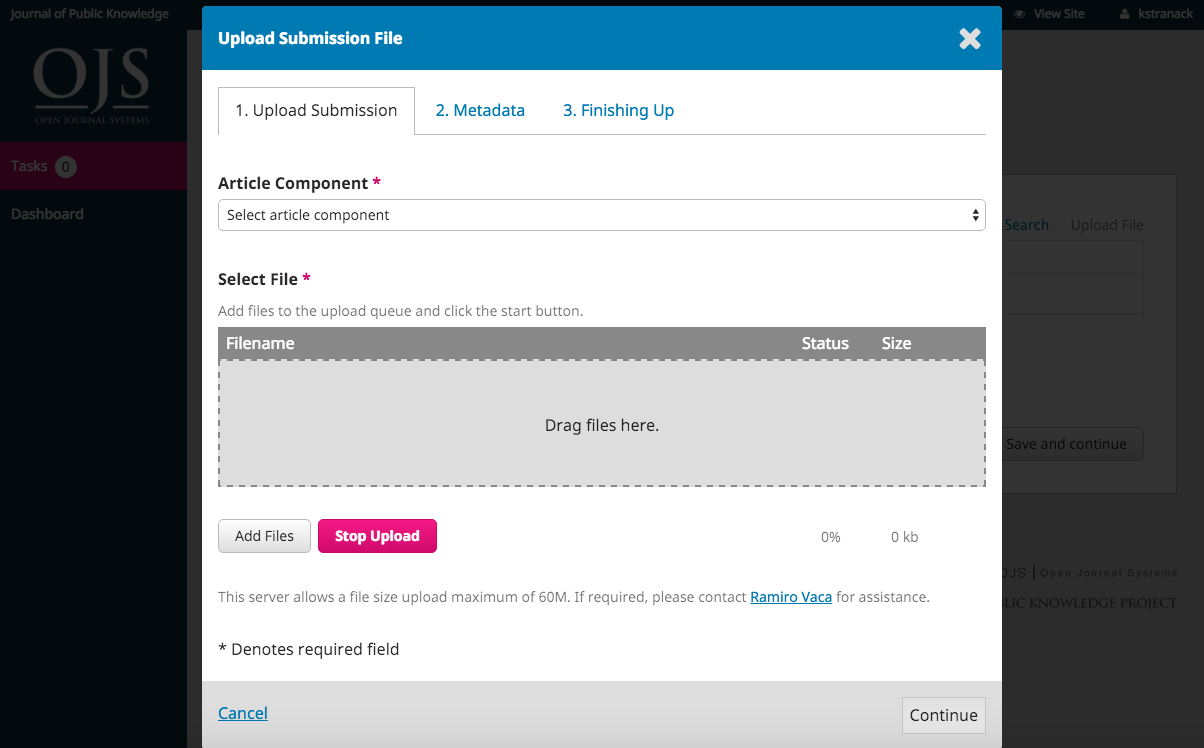 Journal of Public Knowledge
View Site
kstranack
OJS
OPEN JOURNAL SYSTEMS
Tasks 0
Dashboard
Upload Submission File
1. Upload Submission
2. Metadata
3. Finishing Up
Article Component *
Select article component
Search
Upload File
Select File *
Add files to the upload queue and click the start button.
Filename Status Size
Drag files here.
Save and continue
Add Files
Stop Upload
0%
0 kb
OJS | Open Journal Systems
This server allows a file size upload maximum of 60M. If required, please contact Ramiro Vaca for assistance.
KNOWLEDGE PROJECT
* Denotes required field
Cancel
Continue